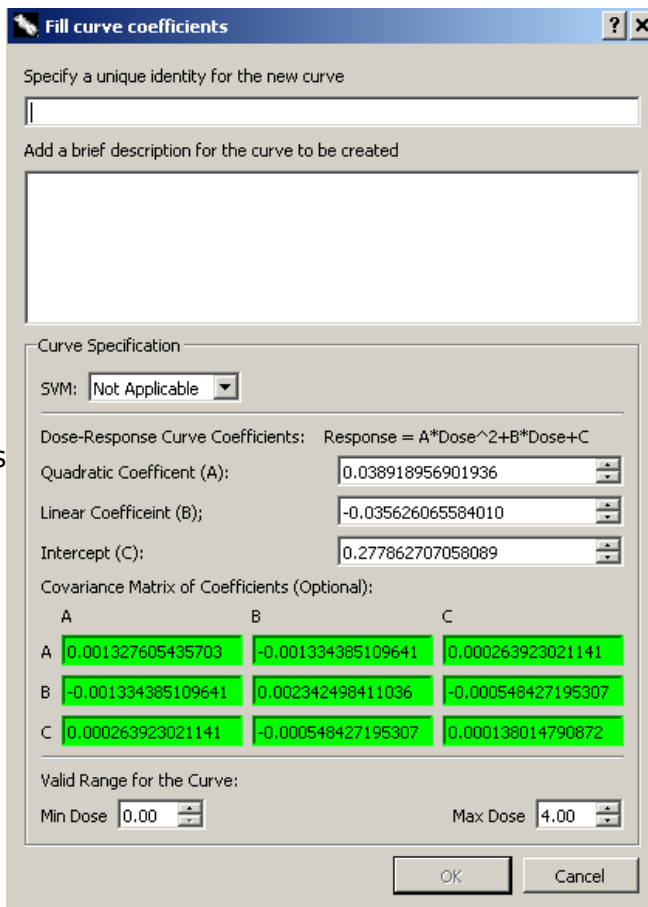 Fill curve coefficients
Specify a unique identity for the new curve
Add a brief description for the curve to be created
Curve Specification
SVM: Not Applicable
Dose-Response Curve Coefficients: Response = A*Dose^2+B*Dose+C
s
Quadratic Coefficent (A): 0.038918956901936
Linear Coefficeint (B); -0.035626065584010
Intercept (C): 0.277862707058089
Covariance Matrix of Coefficients (Optional):
A B C
A 0.001327605435703 -0.001334385109641 0.000263923021141
B -0.001334385109641 0.002342498411036 -0.000548427195307
C 0.000263923021141 -0.000548427195307 0.000138014790872
Valid Range for the Curve:
Min Dose 0.00 Max Dose 4.00
OK Cancel